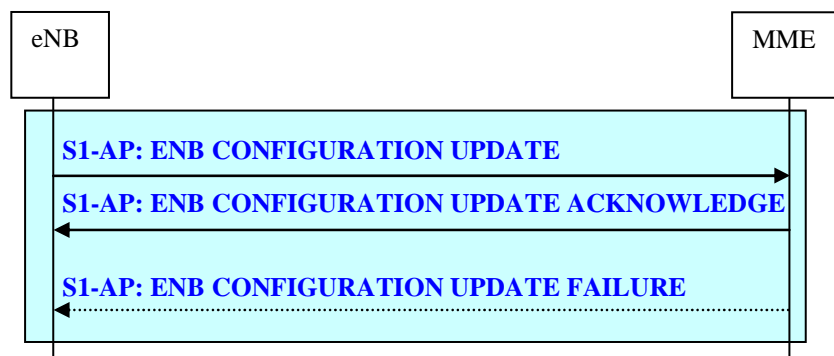 eNB
MME
S1-AP: ENB CONFIGURATION UPDATE
S1-AP: ENB CONFIGURATION UPDATE ACKNOWLEDGE
S1-AP: ENB CONFIGURATION UPDATE FAILURE